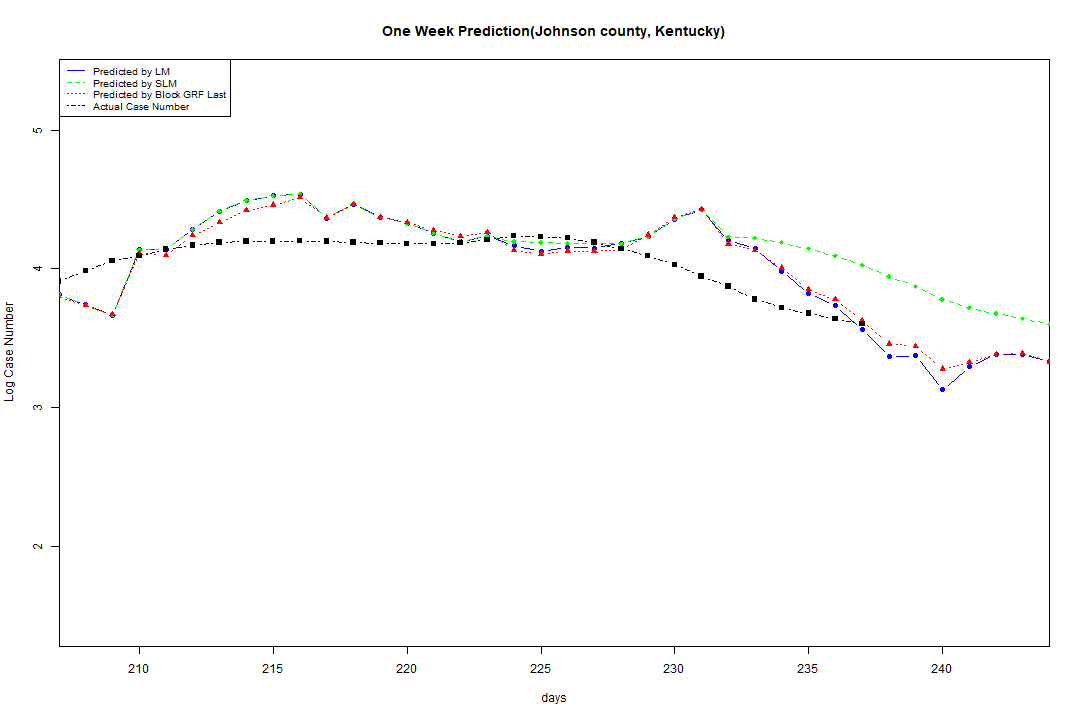 One Week Prediction(Johnson county, Kentucky)
Predicted by LM
Predicted by SLM
Predicted by Block GRF Last
Actual Case Number
Log Case Number
5
4
3
2
210 215 220 225 230 235 240
days